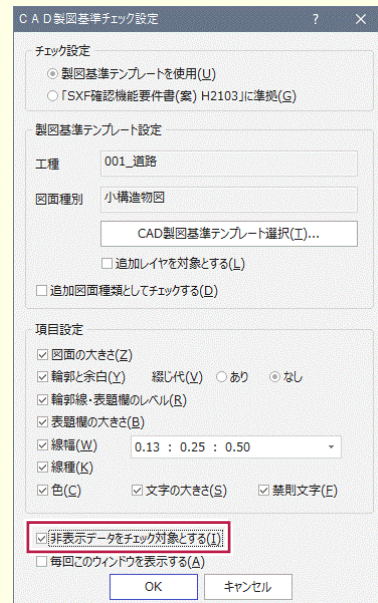 CAD製図基準チェック設定 ? ×
チェック設定
製図基準テンプレートを使用(U)
「SXF確認機能要件書(案) H2103」に準拠(G)
製図基準テンプレート設定
工種 001_道路
図面種別 小構造物図
CAD製図基準テンプレート選択(T)...
追加レイヤを対象とする(L)
追加図面種類としてチェックする(D)
項目設定
図面の大きさ(Z)
輪郭と余白(Y) 綴じ代(V) あり なし
輪郭線・表題欄のレベル(R)
表題欄の大きさ(B)
線幅(W) 0.13 : 0.25 : 0.50
線種(K)
色(C) 文字の大きさ(S) 禁則文字(F)
非表示データをチェック対象とする(I)
毎回このウィンドウを表示する(A)
OK キャンセル